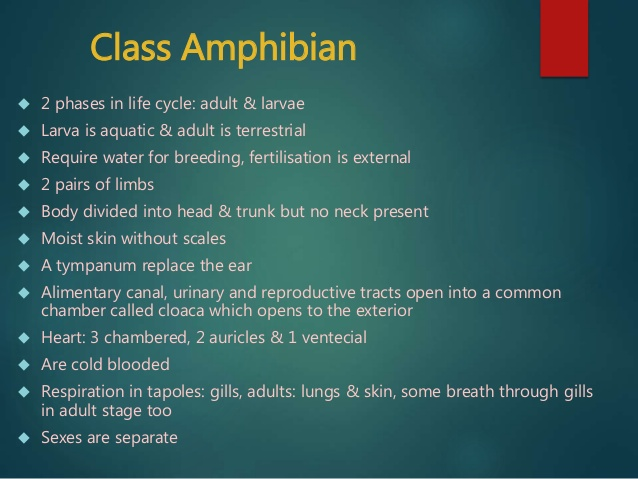 Class Amphibian
2 phases in life cycle: adult & larvae
Larva is aquatic & adult is terrestrial
Require water for breeding, fertilisation is external
2 pairs of limbs
Body divided into head & trunk but no neck present
Moist skin without scales
A tympanum replace the ear
Alimentary canal, urinary and reproductive tracts open into a common
chamber called cloaca which opens to the exterior
Heart: 3 chambered, 2 auricles & 1 ventecial
Are cold blooded
Respiration in tapoles: gills, adults: lungs & skin, some breath through gills
in adult stage too
Sexes are separate